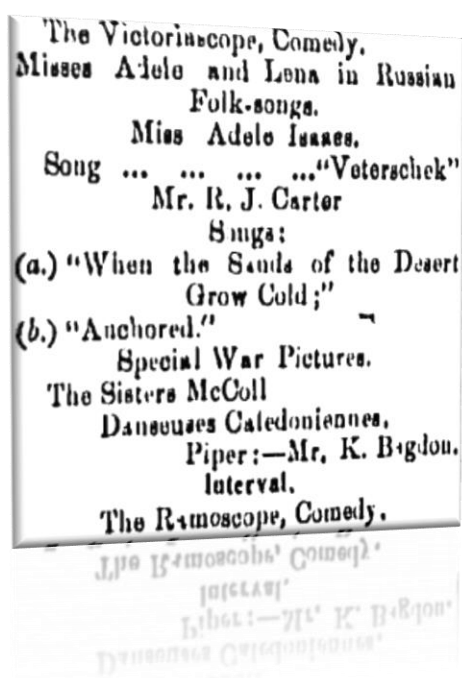 The Victoriascope, Comedy.
Misses Adele and Lena in Russian
Folk-songs.
Miss Adele Isaacs.
Song ... ... ... ..."Veterschek"
Mr. R. J. Carter
Sings:
(a.) "When the Sands of the Desert
Grow Cold;"
(b.) "Anchored."
Special War Pictures.
The Sisters McColl
Danseuses Caledoniennes.
Piper:—Mr. K. Bagdon.
Interval.
The Ramoscope, Comedy.